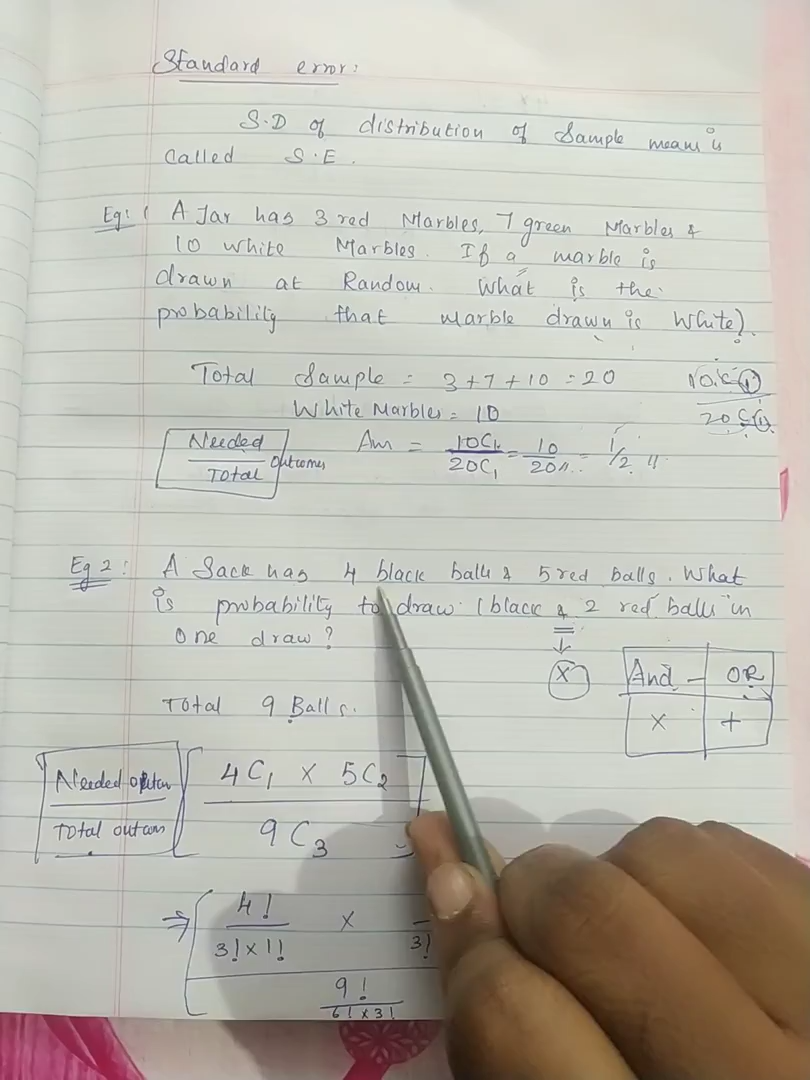 Standard error:
S.D of distribution of Sample means is
called S.E.
Eg: 1 A Jar has 3 red Marbles, 7 green Marbles &
10 white Marbles. If a marble is
drawn at Random. What is the
probability that marble drawn is White?
Total Sample = 3+7+10 = 20
White Marbles = 10
10C1
20C1
Needed
Total
Outcomes
Ans = 10C1 / 20C1 = 10/20 = 1/2 "
Eg 2: A Sack has 4 black balls & 5 red balls. What
is probability to draw 1 black & 2 red balls in
one draw?
X
And - OR
X +
Total 9 Balls.
Needed
Total outcom
4C1 X 5C2
9C3
⇒ 4! X
3! X 1! 3!
9!
6! X 3!